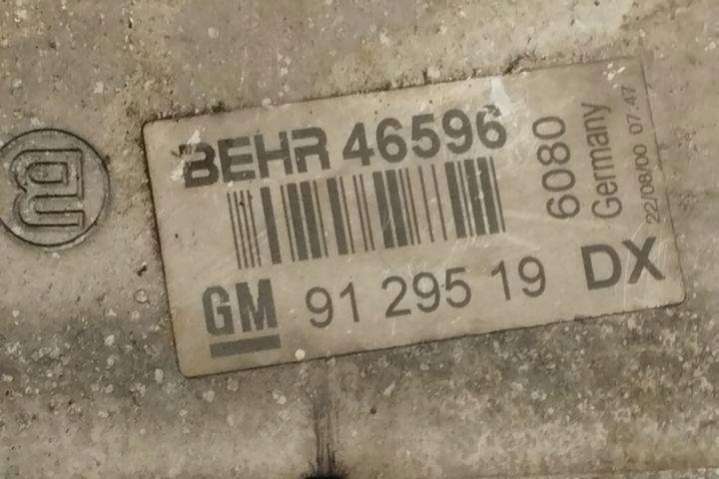 BEHR 46596
6080
Germany
22/08/00 07.47
GM 91 295 19 DX